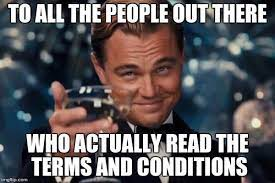 TO ALL THE PEOPLE OUT THERE
WHO ACTUALLY READ THE
TERMS AND CONDITIONS
imgflip.com